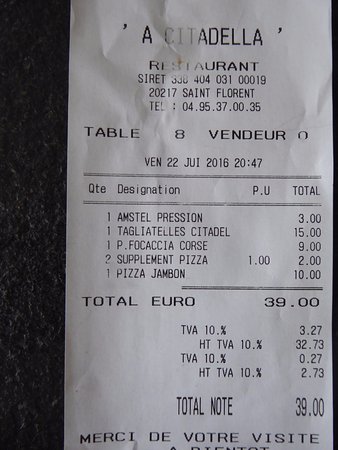 ' A CITADELLA '
RESTAURANT
SIRET 338 404 031 00019
20217 SAINT FLORENT
TEL : 04.95.37.00.35
TABLE 8 VENDEUR 0
VEN 22 JUI 2016 20:47
Qte Designation P.U TOTAL
1 AMSTEL PRESSION 3.00
1 TAGLIATELLES CITADEL 15.00
1 P.FOCACCIA CORSE 9.00
2 SUPPLEMENT PIZZA 1.00 2.00
1 PIZZA JAMBON 10.00
TOTAL EURO 39.00
TVA 10.% 3.27
HT TVA 10.% 32.73
TVA 10.% 0.27
HT TVA 10.% 2.73
TOTAL NOTE 39.00
MERCI DE VOTRE VISITE
A BIENTOT